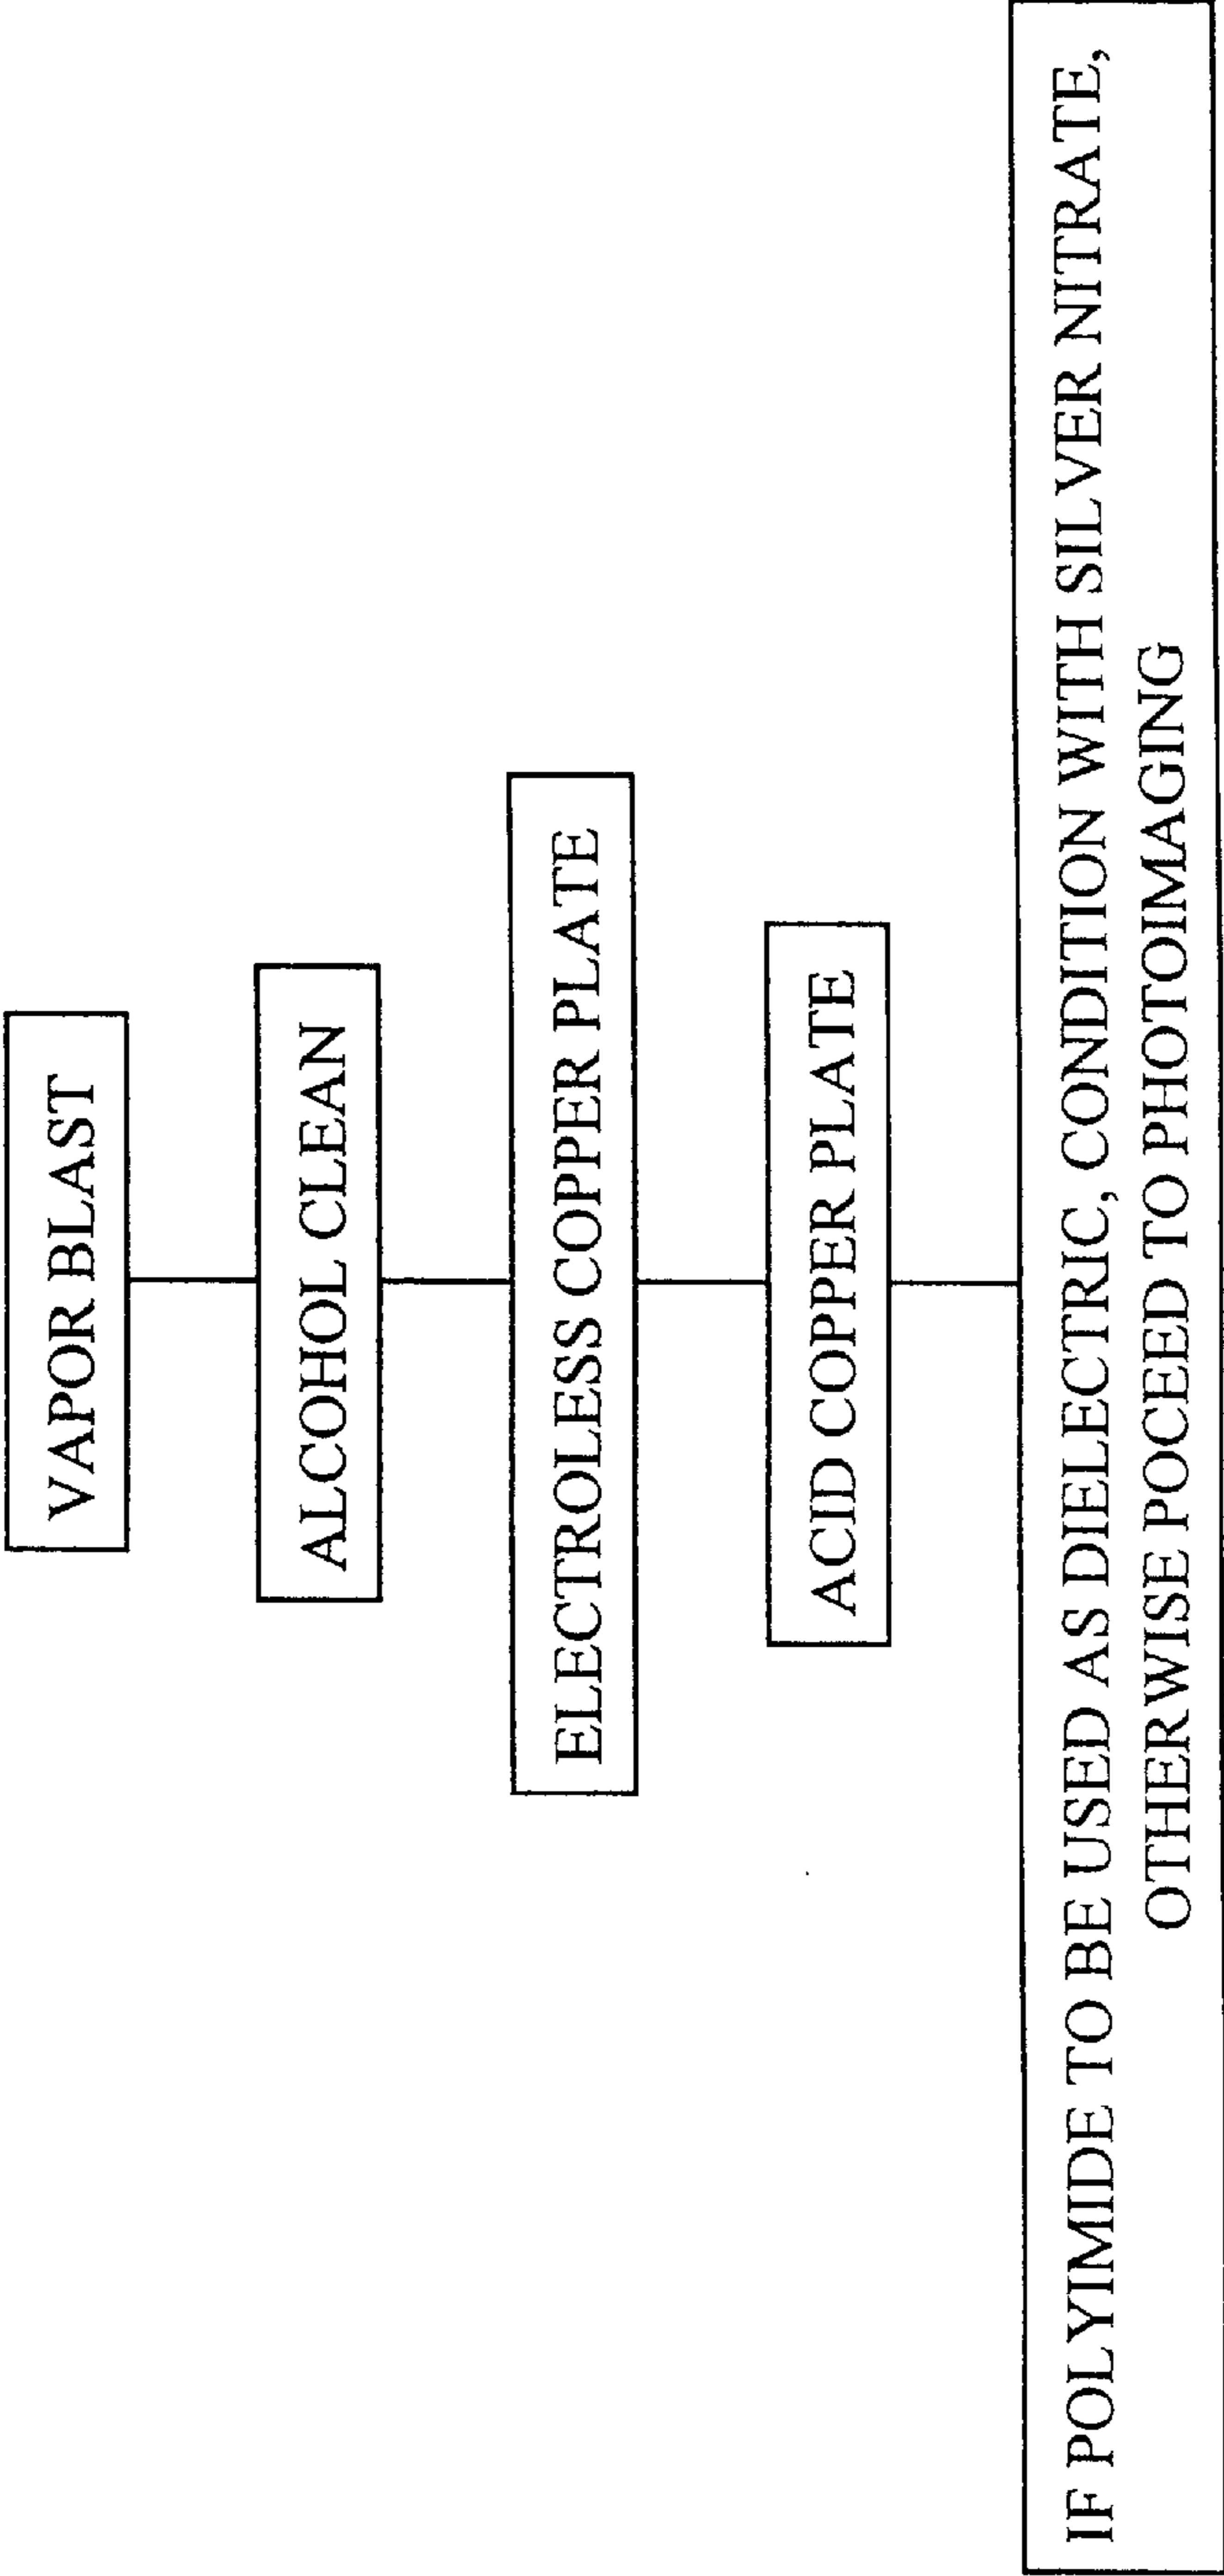 VAPOR BLAST
ALCOHOL CLEAN
ELECTROLESS COPPER PLATE
ACID COPPER PLATE
IF POLYIMIDE TO BE USED AS DIELECTRIC, CONDITION WITH SILVER NITRATE,
OTHERWISE POCEED TO PHOTOIMAGING